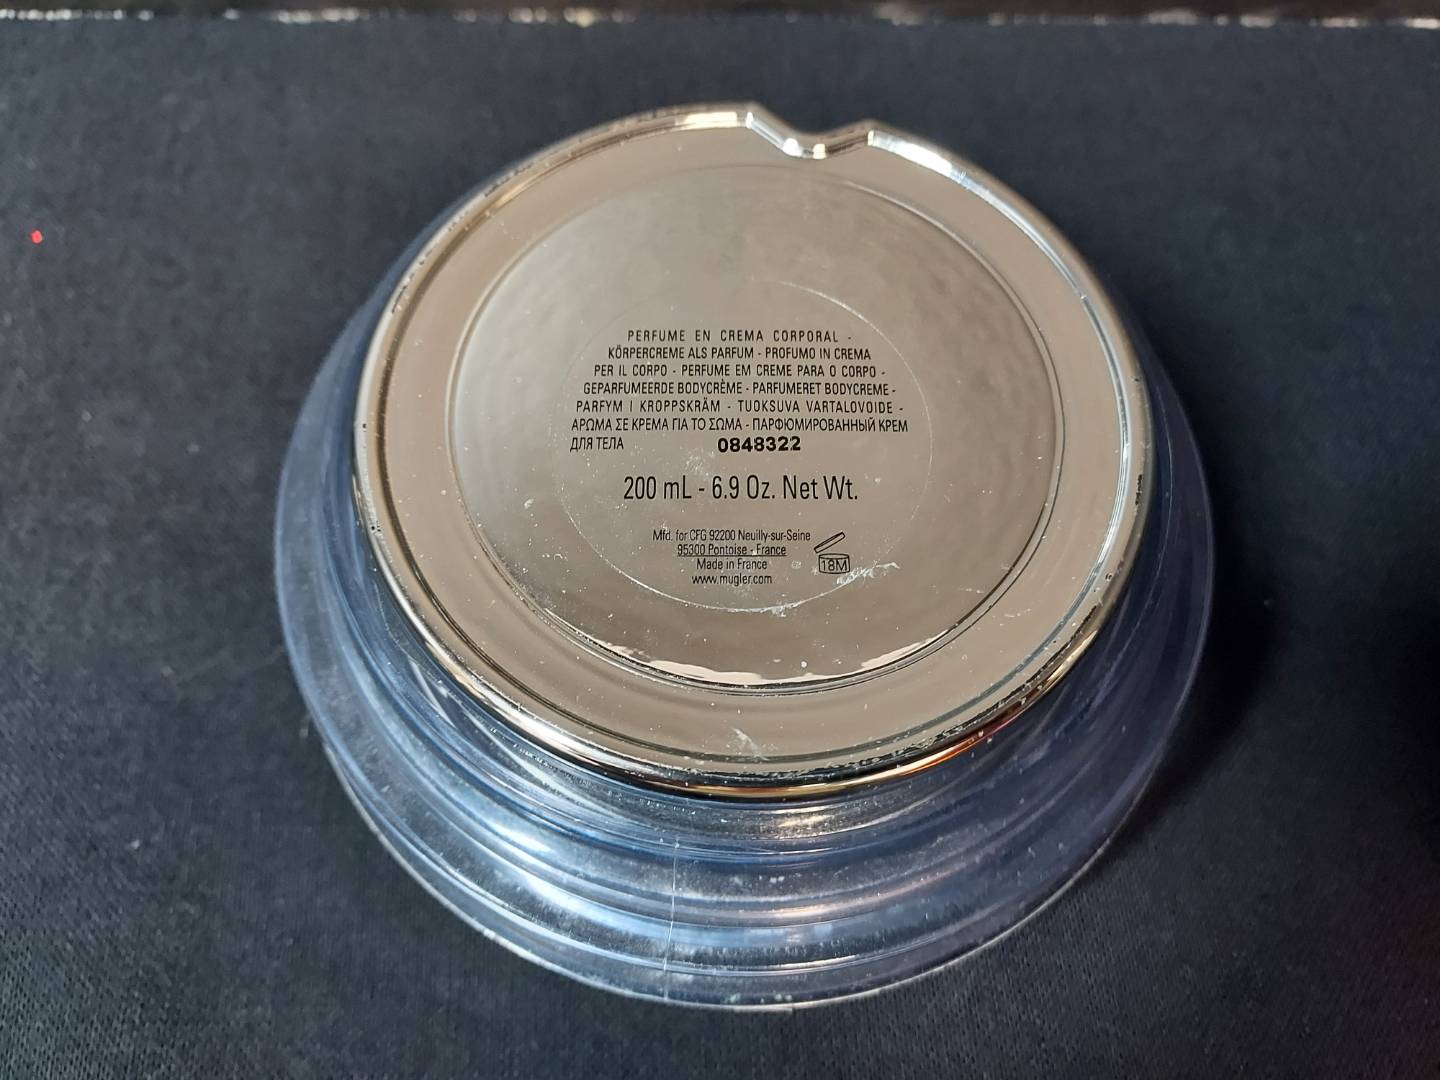 PERFUME EN CREMA CORPORAL -
KÖRPERCREME ALS PARFUM - PROFUMO IN CREMA
PER IL CORPO - PERFUME EM CREME PARA O CORPO -
GEPARFUMEERDE BODYCRÈME - PARFUMERET BODYCREME -
PARFYM I KROPPSKRÄM - TUOKSUVA VARTALOVOIDE -
ΑΡΩΜΑ ΣΕ ΚΡΕΜΑ ΓΙΑ ΤΟ ΣΩΜΑ - ПАРФЮМИРОВАННЫЙ КРЕМ
ДЛЯ ТЕЛА 0848322
200 mL - 6.9 Oz. Net Wt.
Mfd. for CFG 92200 Neuilly-sur-Seine
95300 Pontoise - France
Made in France
www.mugler.com
18M